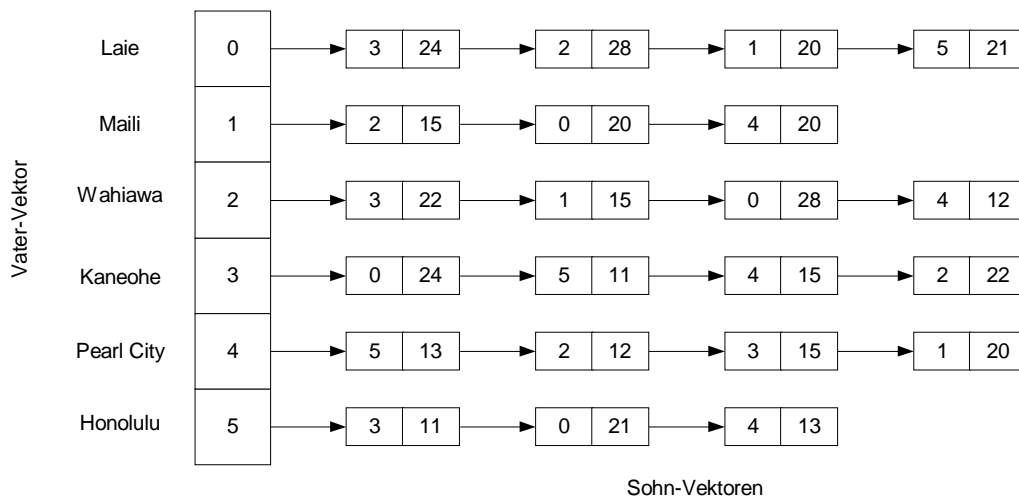 Vater-Vektor
Laie 0 3 24 2 28 1 20 5 21
Maili 1 2 15 0 20 4 20
Wahiawa 2 3 22 1 15 0 28 4 12
Kaneohe 3 0 24 5 11 4 15 2 22
Pearl City 4 5 13 2 12 3 15 1 20
Honolulu 5 3 11 0 21 4 13
Sohn-Vektoren